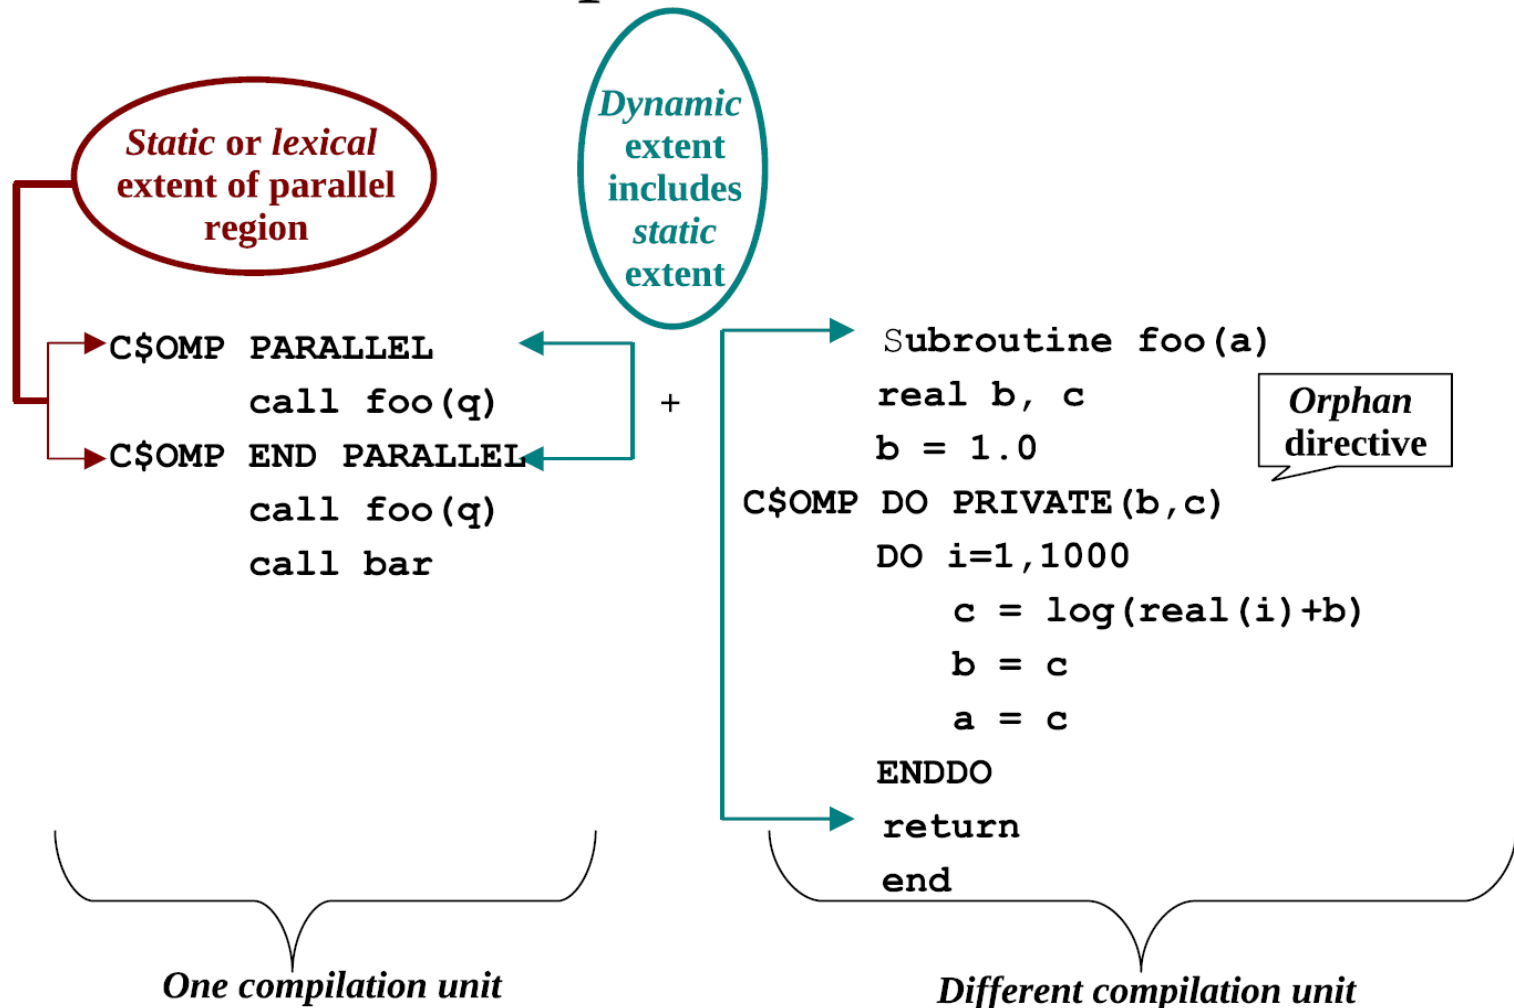 Static or lexical
extent of parallel
region
Dynamic
extent
includes
static
extent
C$OMP PARALLEL
call foo(q)
C$OMP END PARALLEL
call foo(q)
call bar
+
Subroutine foo(a)
real b, c
b = 1.0
C$OMP DO PRIVATE(b,c)
DO i=1,1000
c = log(real(i)+b)
b = c
a = c
ENDDO
return
end
Orphan
directive
One compilation unit
Different compilation unit